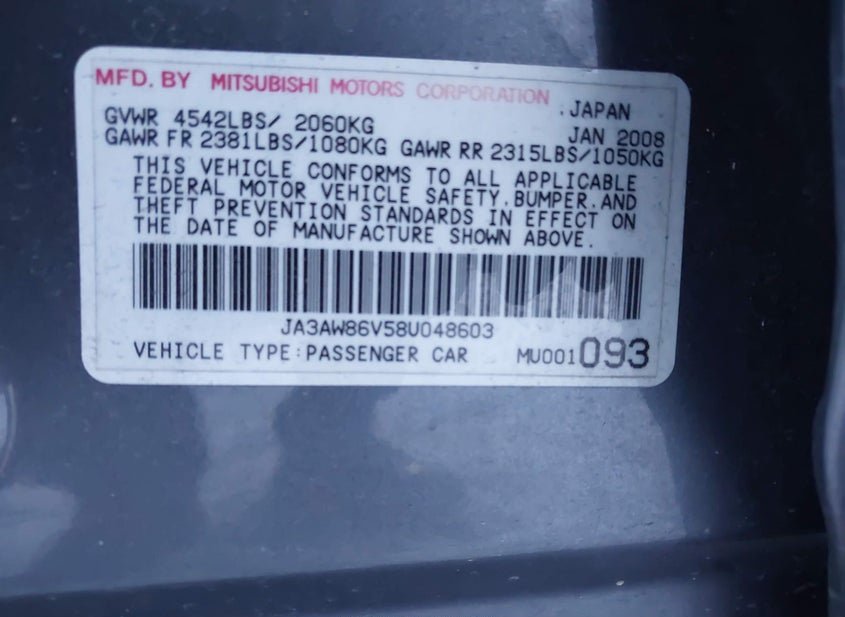 MFD. BY MITSUBISHI MOTORS CORPORATION
JAPAN
GVWR 4542LBS/ 2060KG JAN 2008
GAWR FR 2381LBS/1080KG GAWR RR 2315LBS/1050KG
THIS VEHICLE CONFORMS TO ALL APPLICABLE
FEDERAL MOTOR VEHICLE SAFETY,BUMPER,AND
THEFT PREVENTION STANDARDS IN EFFECT ON
THE DATE OF MANUFACTURE SHOWN ABOVE.
JA3AW86V58U048603
VEHICLE TYPE:PASSENGER CAR MU001093